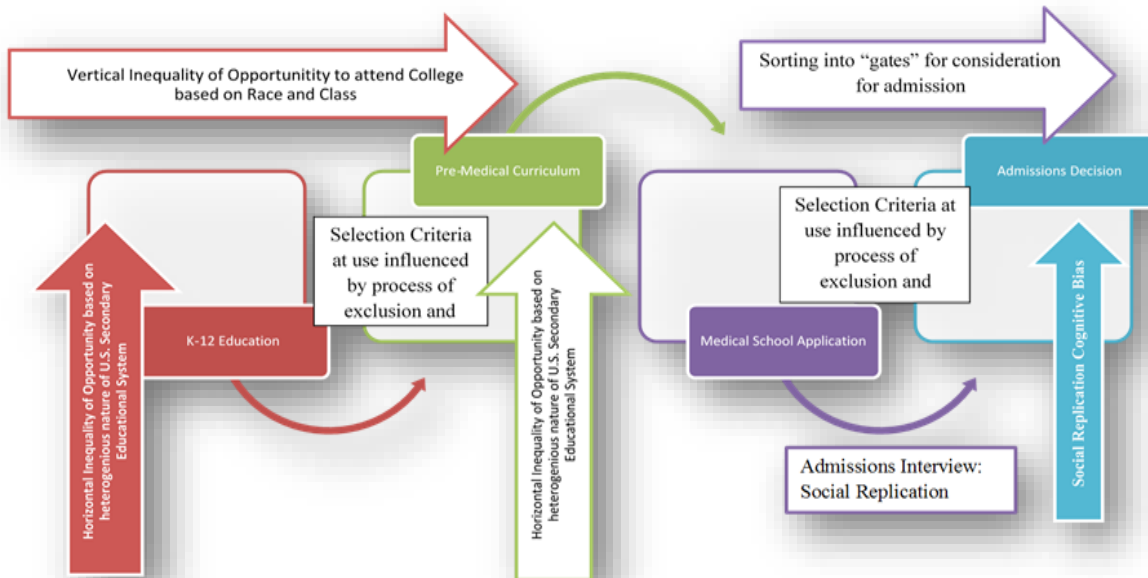 Vertical Inequality of Opportunitity to attend College
based on Race and Class
Sorting into “gates” for consideration
for admission
Pre-Medical Curriculum
Admissions Decision
Selection Criteria
at use influenced
by process of
exclusion and
Selection Criteria at
use influenced by
process of
exclusion and
K-12 Education
Medical School Application
Horizontal Inequality of Opportunity based on
heterogenious nature of U.S. Secondary
Educational System
Horizontal Inequality of Opportunity based on
heterogenious nature of U.S. Secondary
Educational System
Admissions Interview:
Social Replication
Social Replication Cognitive Bias